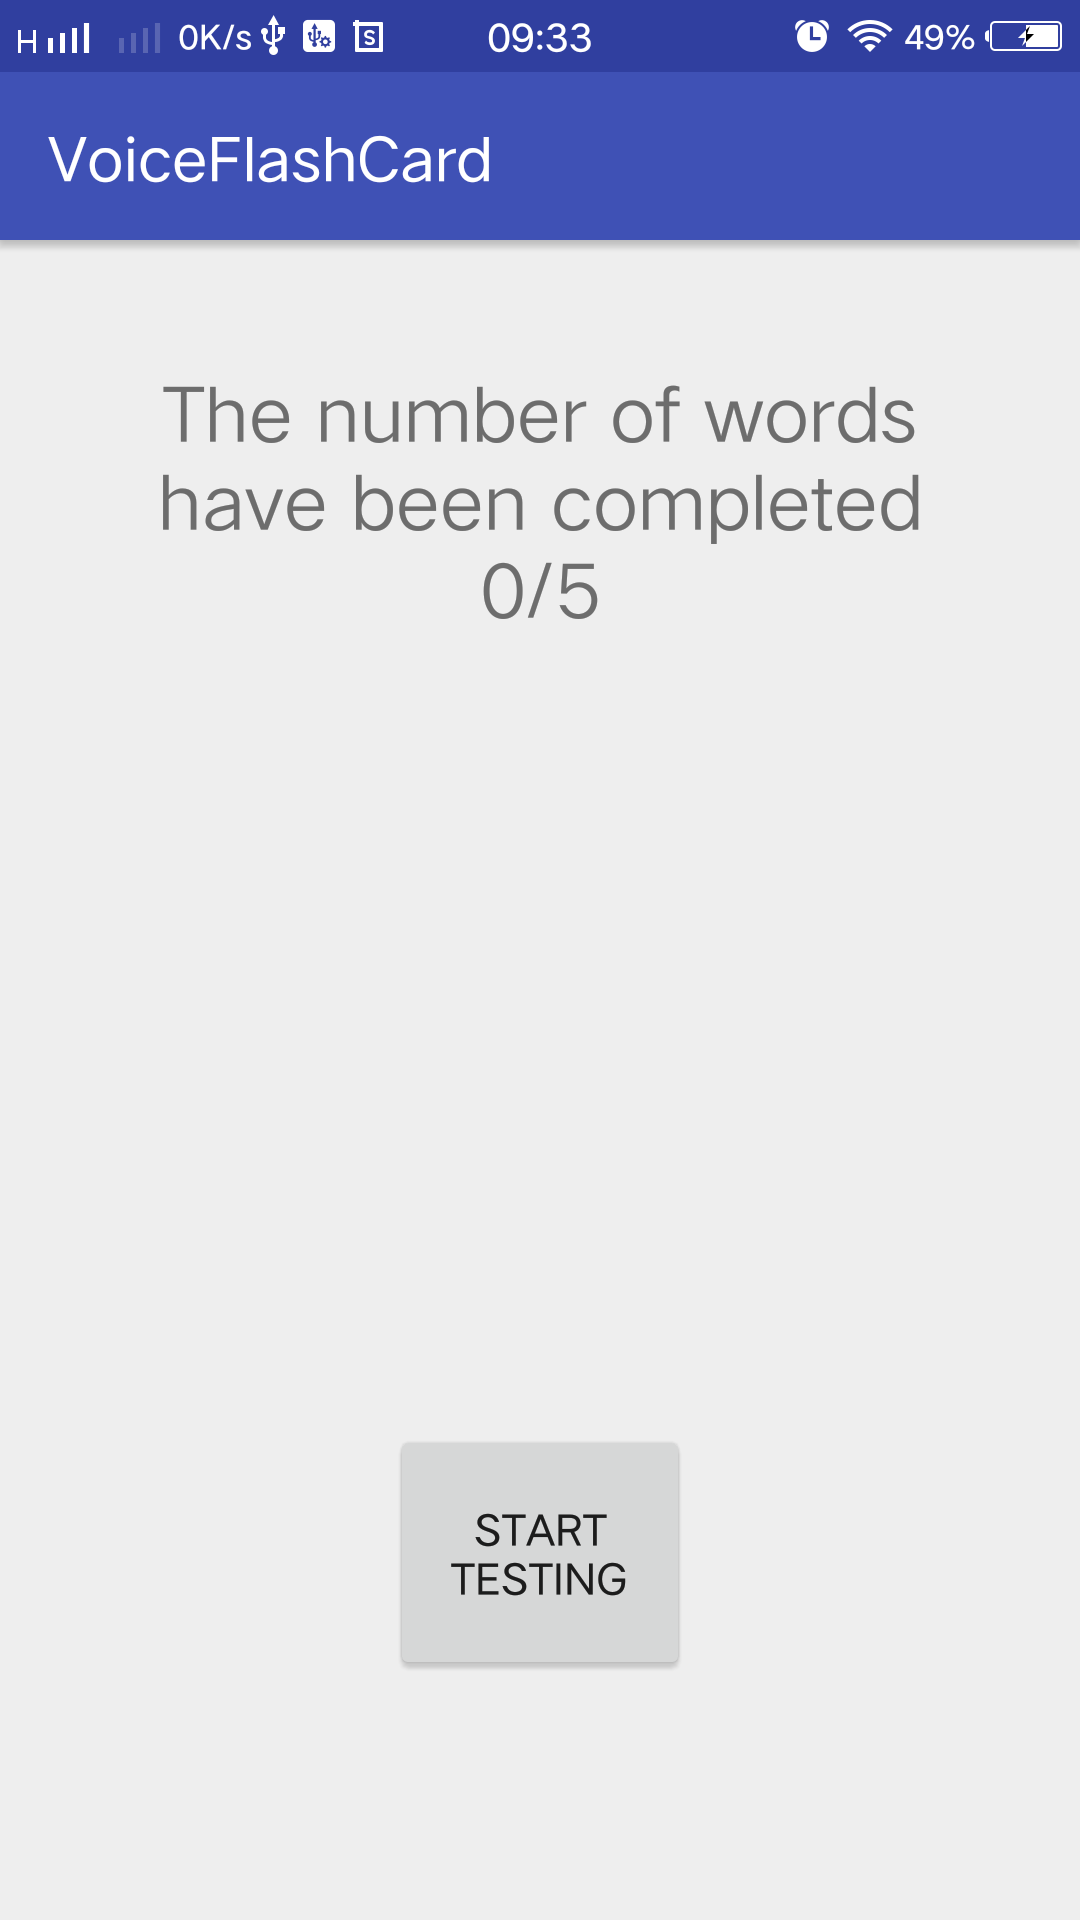 H 0K/s S 09:33 49%
VoiceFlashCard
The number of words
have been completed
0/5
START
TESTING